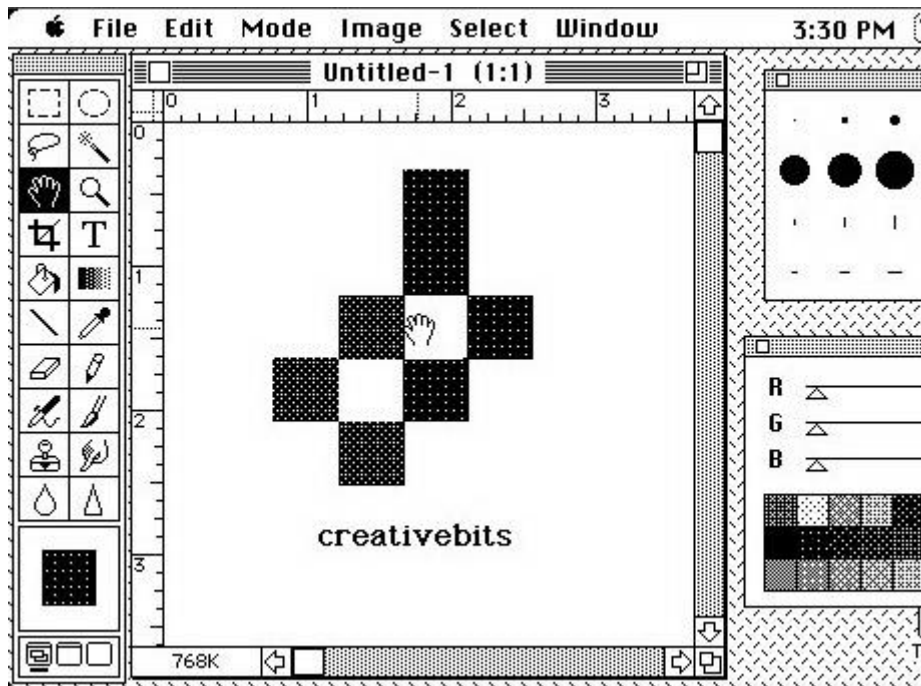 File Edit Mode Image Select Window 3:30 PM
Untitled-1 (1:1)
0 1 2 3
0
1
2
3
T
creativebits
768K
R
G
B
T